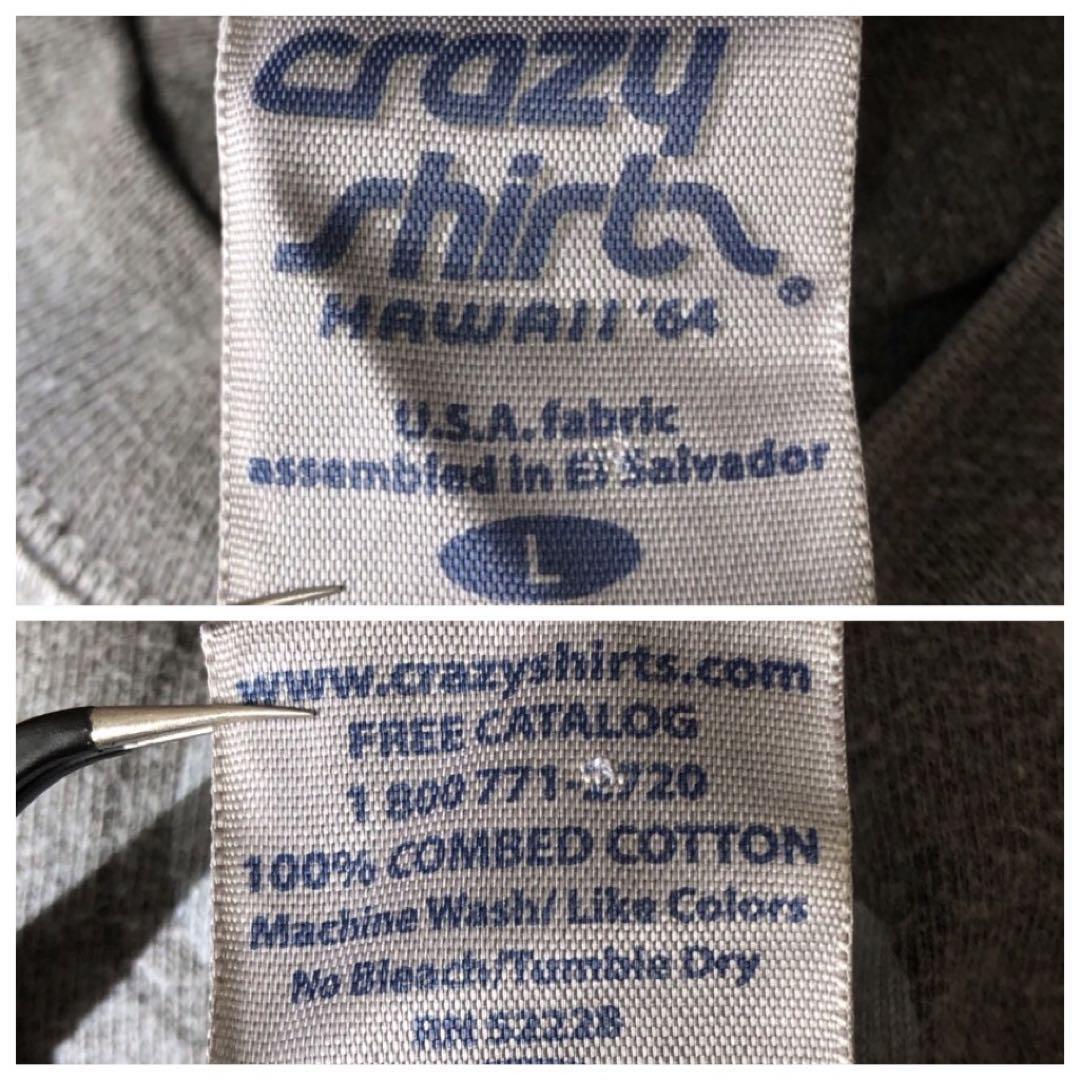 crazy
shirts®
HAWAII '64
U.S.A. fabric
assembled in El Salvador
L
www.crazyshirts.com
FREE CATALOG
1 800 771-2720
100% COMBED COTTON
Machine Wash/Like Colors
No Bleach/Tumble Dry
RN 52228